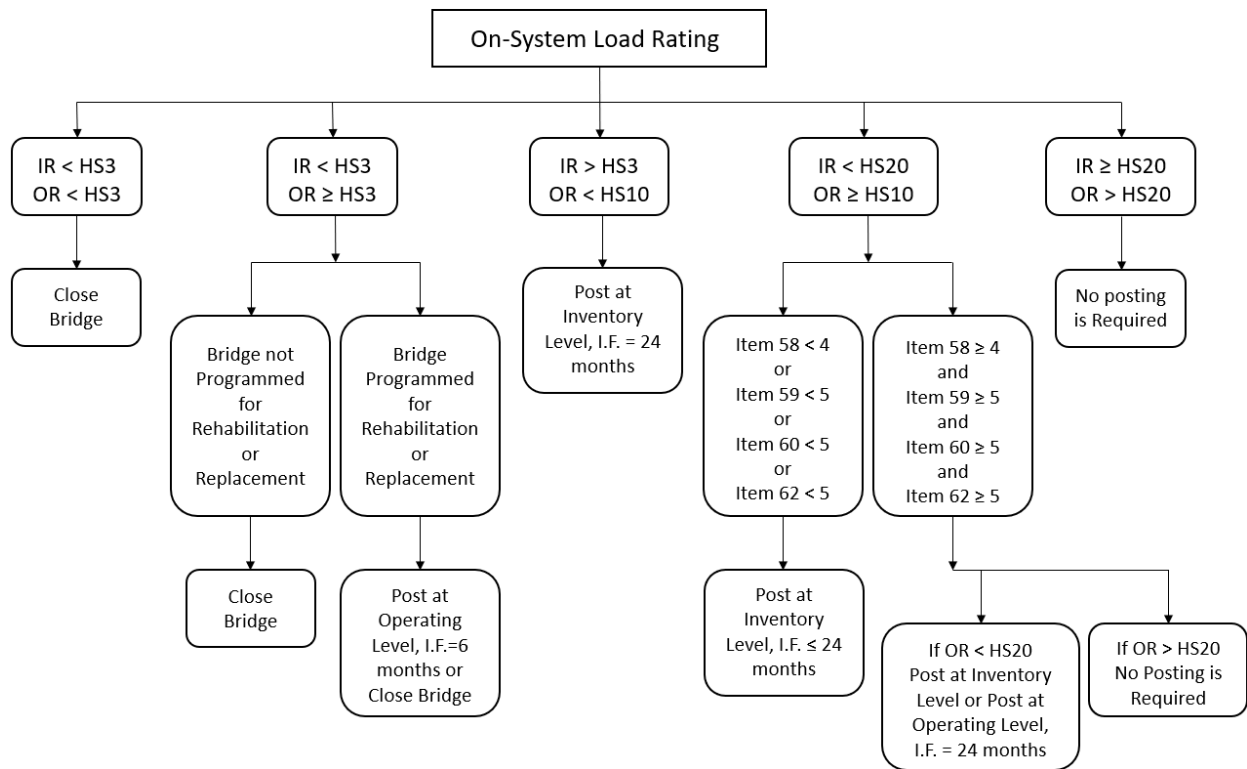 On-System Load Rating
IR < HS3
OR < HS3
IR < HS3
OR ≥ HS3
IR > HS3
OR < HS10
IR < HS20
OR ≥ HS10
IR ≥ HS20
OR > HS20
Close
Bridge
Bridge not
Programmed
for
Rehabilitation
or
Replacement
Bridge
Programmed
for
Rehabilitation
or
Replacement
Post at
Inventory
Level, I.F. = 24
months
Item 58 < 4
or
Item 59 < 5
or
Item 60 < 5
or
Item 62 < 5
Item 58 ≥ 4
and
Item 59 ≥ 5
and
Item 60 ≥ 5
and
Item 62 ≥ 5
No posting
is Required
Close
Bridge
Post at
Operating
Level, I.F.=6
months or
Close Bridge
Post at
Inventory
Level, I.F. ≤ 24
months
If OR < HS20
Post at Inventory
Level or Post at
Operating Level,
I.F. = 24 months
If OR > HS20
No Posting is
Required